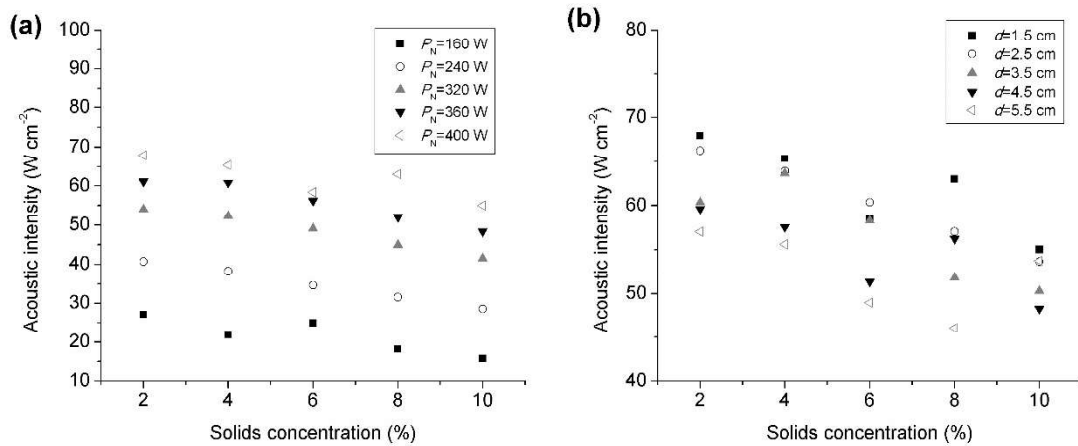 (a)
100
90
80
70
60
50
40
30
20
10
Acoustic intensity (W cm⁻²)
P_N=160 W
P_N=240 W
P_N=320 W
P_N=360 W
P_N=400 W
2 4 6 8 10
Solids concentration (%)
(b)
80
70
60
50
40
Acoustic intensity (W cm⁻²)
d=1.5 cm
d=2.5 cm
d=3.5 cm
d=4.5 cm
d=5.5 cm
2 4 6 8 10
Solids concentration (%)